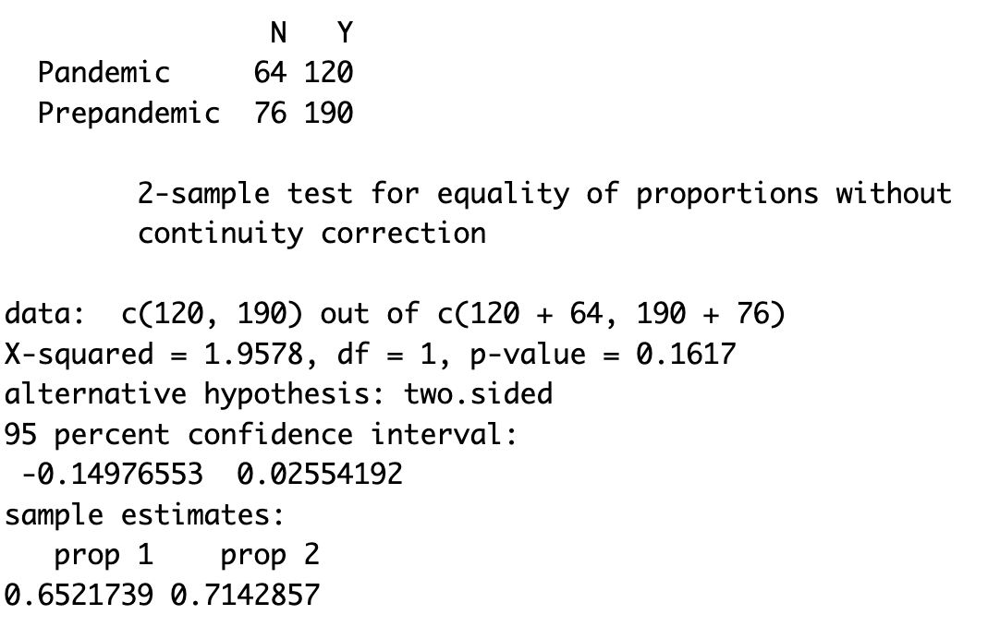 N Y
Pandemic 64 120
Prepandemic 76 190
2-sample test for equality of proportions without
continuity correction
data: c(120, 190) out of c(120 + 64, 190 + 76)
X-squared = 1.9578, df = 1, p-value = 0.1617
alternative hypothesis: two.sided
95 percent confidence interval:
-0.14976553 0.02554192
sample estimates:
prop 1 prop 2
0.6521739 0.7142857